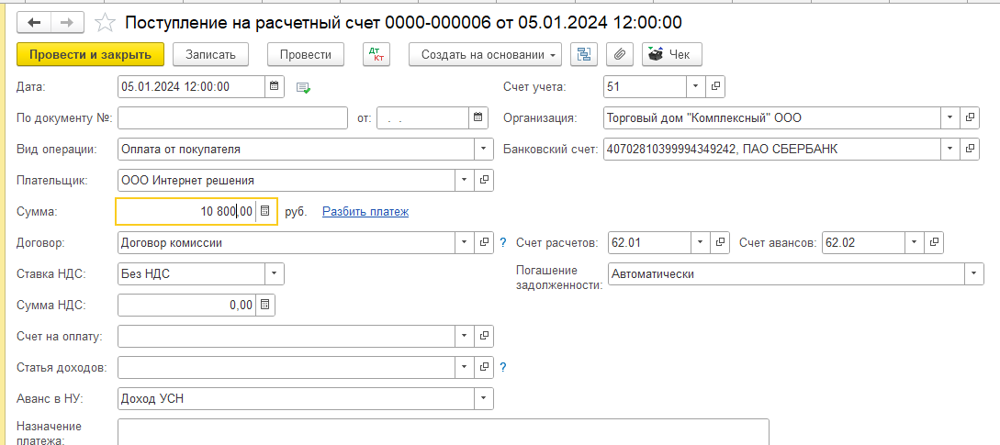 Поступление на расчетный счет 0000-000006 от 05.01.2024 12:00:00
Провести и закрыть Записать Провести Дт Кт Создать на основании Чек
Дата: 05.01.2024 12:00:00 Счет учета: 51
По документу №: от: . . Организация: Торговый дом "Комплексный" ООО
Вид операции: Оплата от покупателя Банковский счет: 40702810399994349242, ПАО СБЕРБАНК
Плательщик: ООО Интернет решения
Сумма: 10 800,00 руб. Разбить платеж
Договор: Договор комиссии ? Счет расчетов: 62.01 Счет авансов: 62.02
Ставка НДС: Без НДС Погашение задолженности: Автоматически
Сумма НДС: 0,00
Счет на оплату:
Статья доходов: ?
Аванс в НУ: Доход УСН
Назначение
платежа: